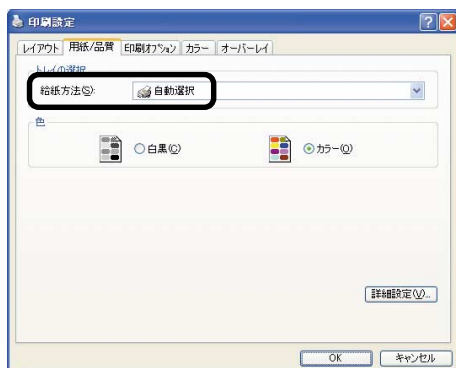 印刷設定
レイアウト 用紙/品質 印刷オプション カラー オーバーレイ
トレイの選択
給紙方法(S): 自動選択
色
白黒(C) カラー(O)
詳細設定(V)...
OK キャンセル